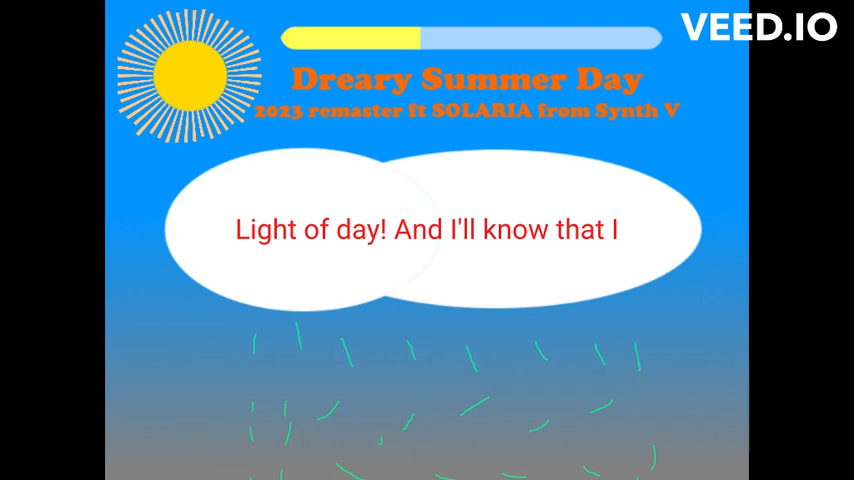 VEED.IO
Dreary Summer Day
2023 remaster ft SOLARIA from Synth V
Light of day! And I'll know that I